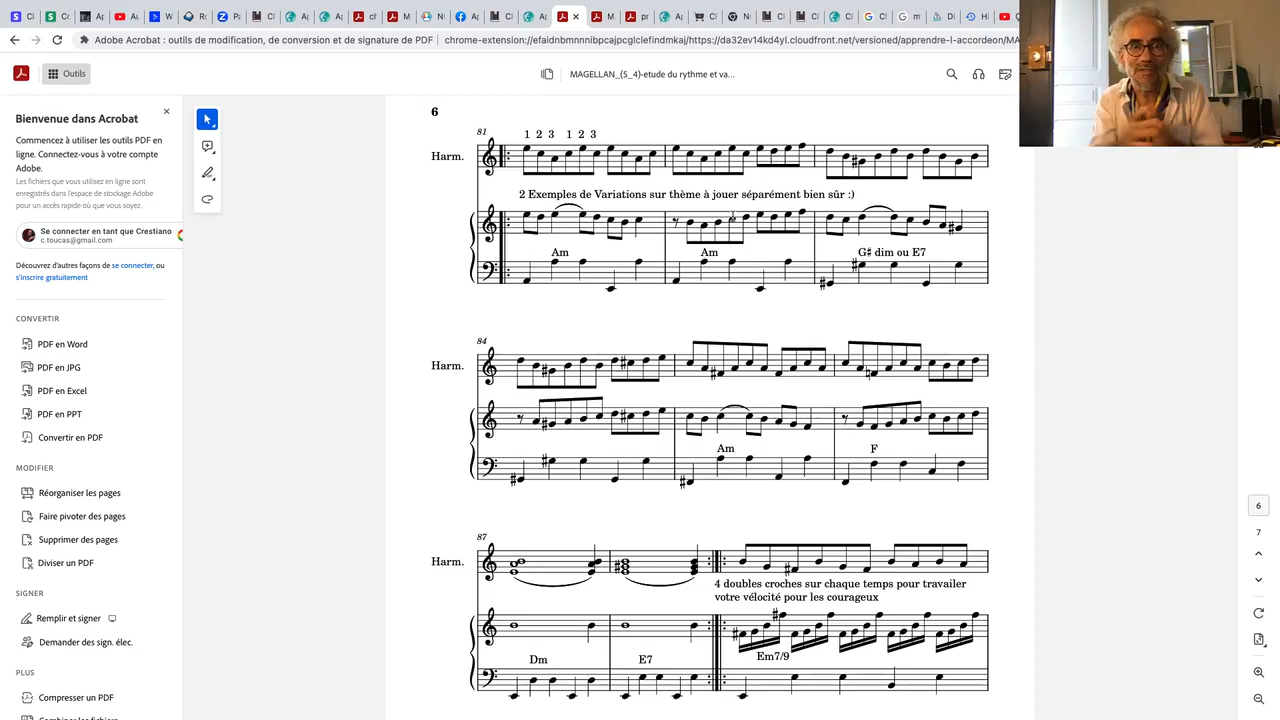 Adobe Acrobat : outils de modification, de conversion et de signature de PDF | chrome-extension://efaidnbmnnnibpcajpcglclefindmkaj/https://da32ev14kd4yl.cloudfront.net/versioned/apprendre-l-accordeon/MA
Outils
MAGELLAN_(S_4)-etude du rythme et va...
Bienvenue dans Acrobat
Commencez à utiliser les outils PDF en
ligne. Connectez-vous à votre compte
Adobe.
Les fichiers que vous utilisez en ligne sont
enregistrés dans l'espace de stockage Adobe
pour un accès rapide où que vous soyez.
Se connecter en tant que Crestiano
c.toucas@gmail.com
Découvrez d'autres façons de se connecter, ou
s'inscrire gratuitement
CONVERTIR
PDF en Word
PDF en JPG
PDF en Excel
PDF en PPT
Convertir en PDF
MODIFIER
Réorganiser les pages
Faire pivoter des pages
Supprimer des pages
Diviser un PDF
SIGNER
Remplir et signer
Demander des sign. élec.
PLUS
Compresser un PDF
6
81
1 2 3 1 2 3
Harm.
2 Exemples de Variations sur thème à jouer séparément bien sûr :)
Am
Am
G# dim ou E7
84
Harm.
Am
F
87
Harm.
4 doubles croches sur chaque temps pour travailer
votre vélocité pour les courageux
Dm
E7
Em7/9
6
7